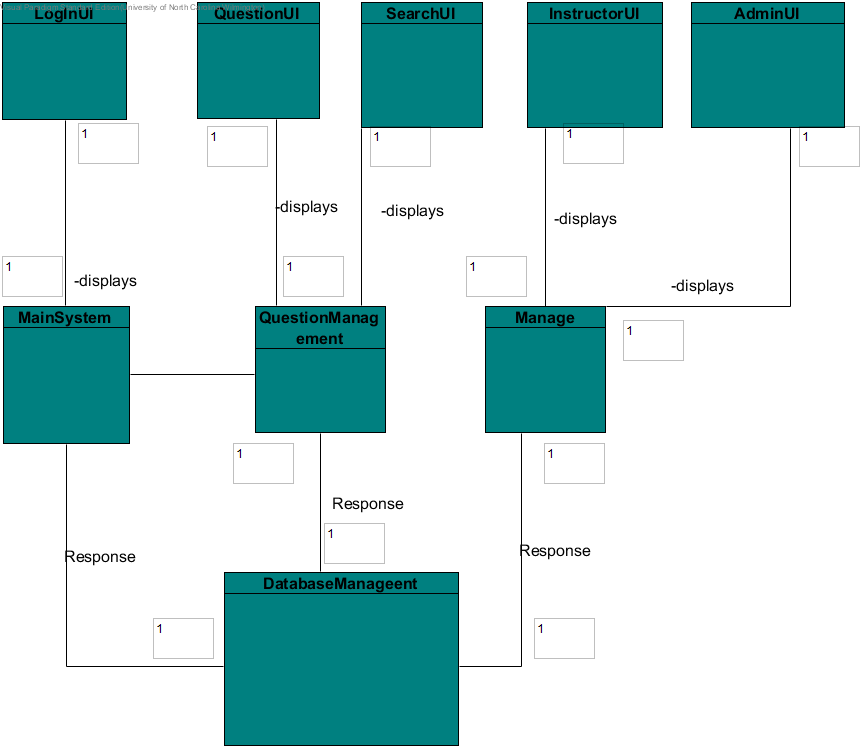 LogInUI
QuestionUI
SearchUI
InstructorUI
AdminUI
1
1
1
1
1
-displays
-displays
-displays
1
1
1
-displays
-displays
MainSystem
QuestionManag
ement
Manage
1
1
1
Response
1
Response
Response
DatabaseManageent
1
1